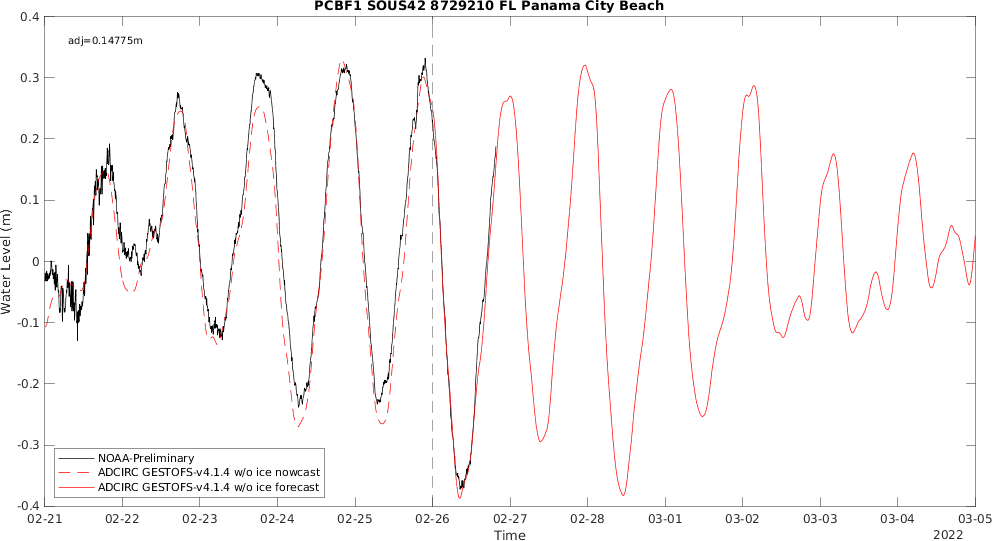 PCBF1 SOUS42 8729210 FL Panama City Beach
adj=0.14775m
0.4
0.3
0.2
0.1
0
-0.1
-0.2
-0.3
-0.4
Water Level (m)
NOAA-Preliminary
ADCIRC GESTOFS-v4.1.4 w/o ice nowcast
ADCIRC GESTOFS-v4.1.4 w/o ice forecast
02-21 02-22 02-23 02-24 02-25 02-26 02-27 02-28 03-01 03-02 03-03 03-04 03-05
Time
2022